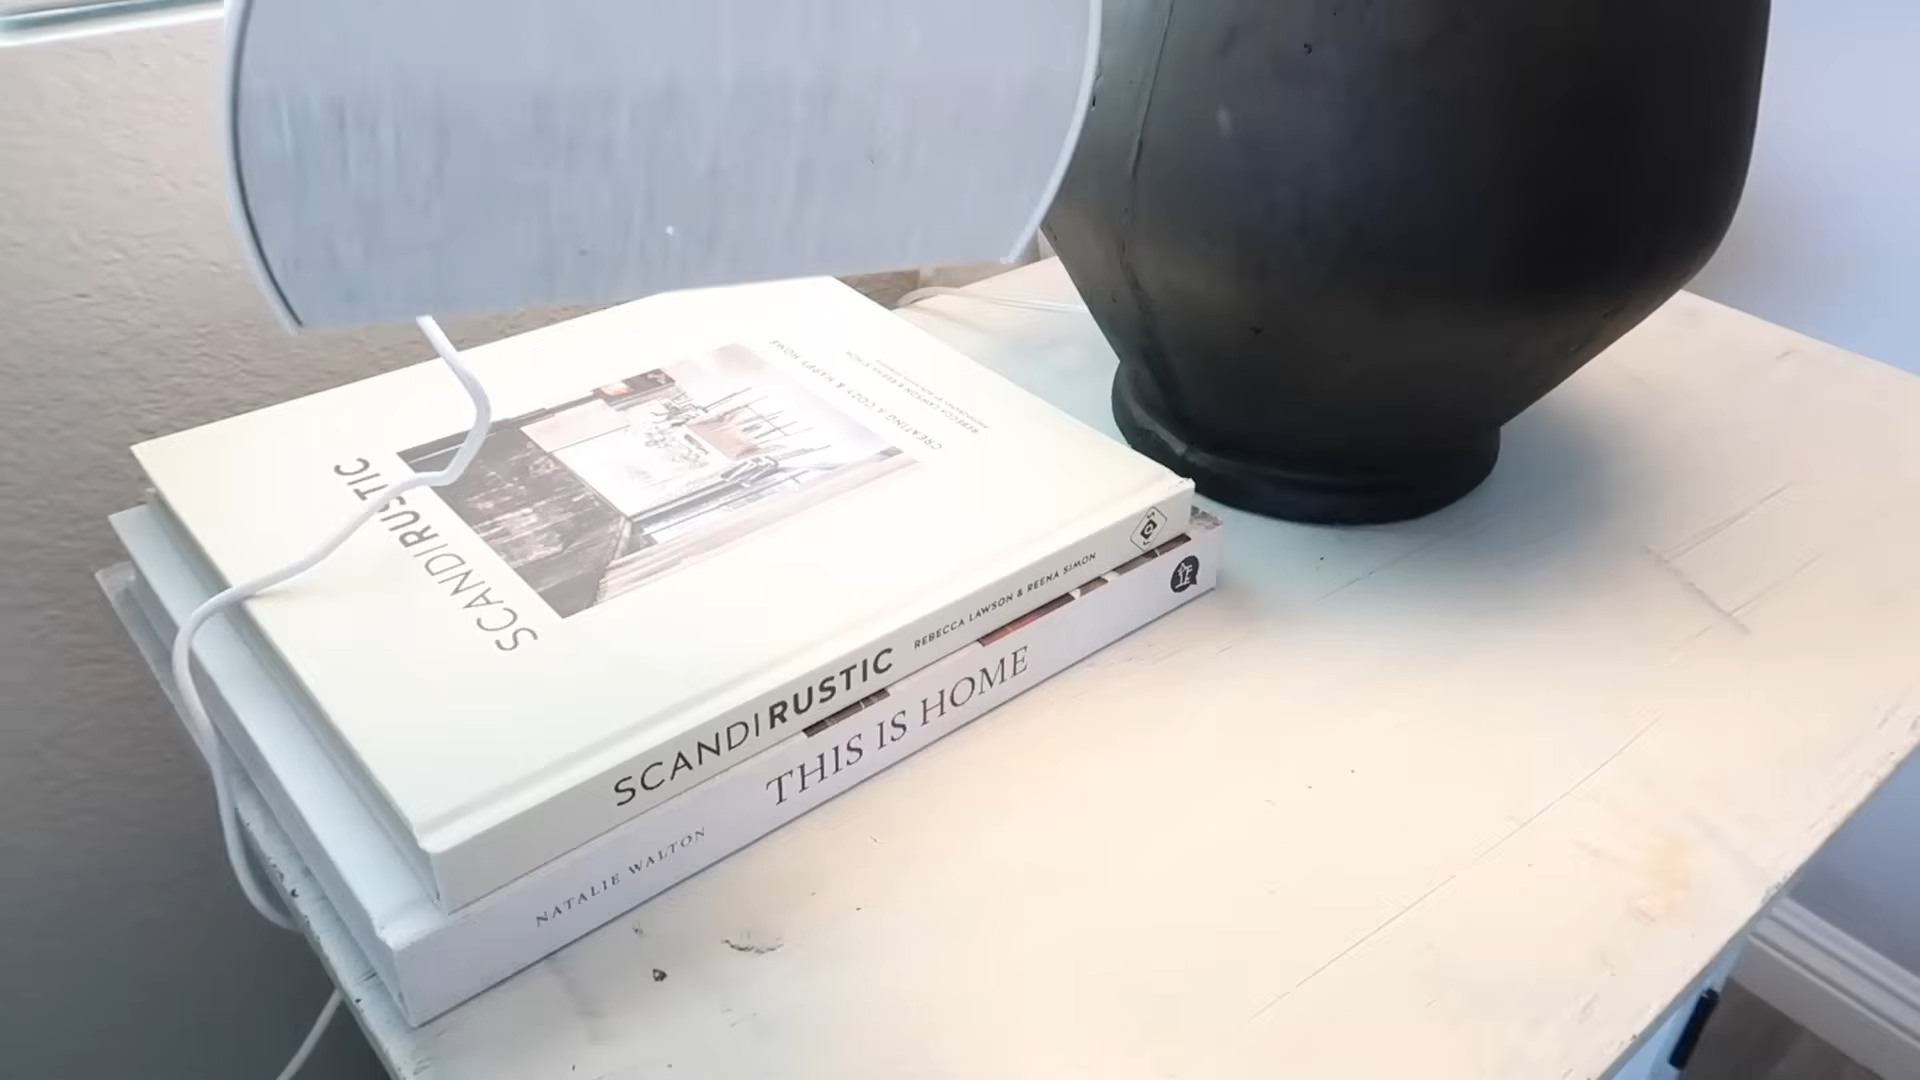 SCANDIRUSTIC
CREATING A COZY & HAPPY HOME
REBECCA LAWSON & REENA SIMON
SCANDIRUSTIC REBECCA LAWSON & REENA SIMON
NATALIE WALTON THIS IS HOME